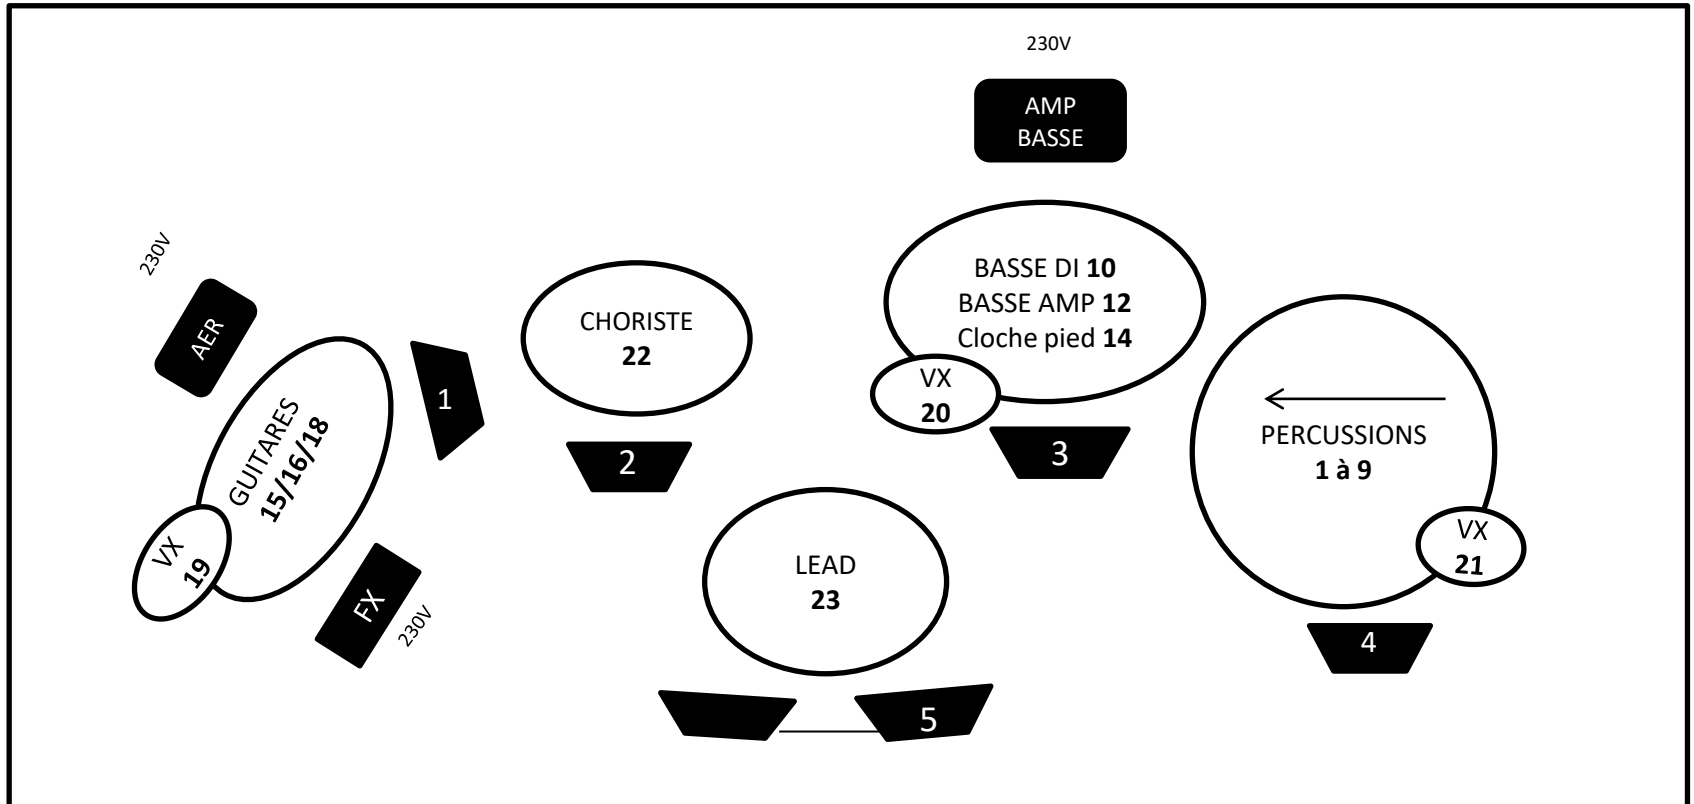 230V
AMP
BASSE
230V
AER
GUITARES
15/16/18
VX
19
FX
230V
1
CHORISTE
22
2
BASSE DI 10
BASSE AMP 12
Cloche pied 14
VX
20
3
PERCUSSIONS
1 à 9
VX
21
4
LEAD
23
5